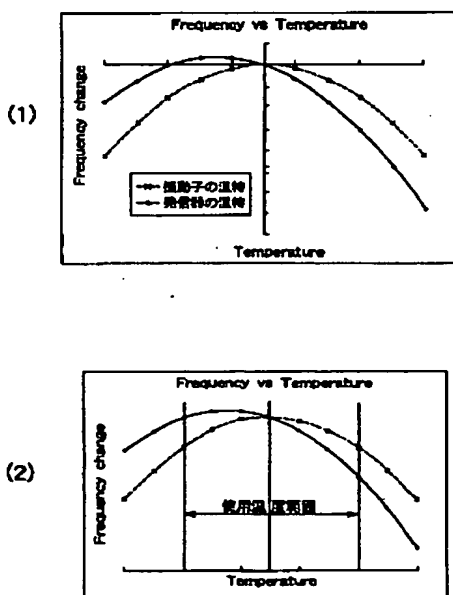 (1)
Frequency vs Temperature
Frequency change
振動子の温特
発信器の温特
Temperature
(2)
Frequency vs Temperature
Frequency change
使用温度範囲
Temperature